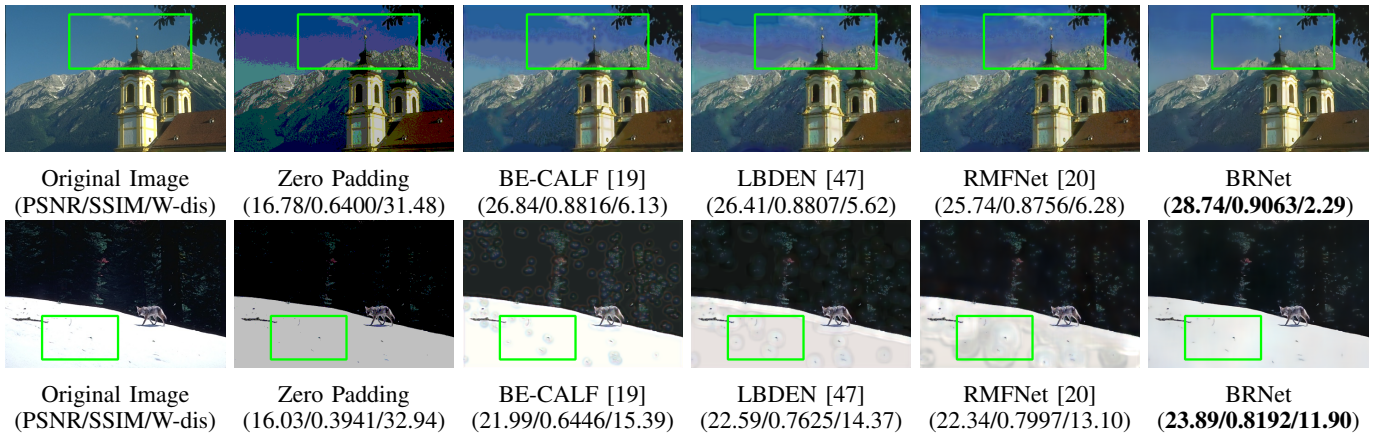 Original Image
(PSNR/SSIM/W-dis)
Zero Padding
(16.78/0.6400/31.48)
BE-CALF [19]
(26.84/0.8816/6.13)
LBDEN [47]
(26.41/0.8807/5.62)
RMFNet [20]
(25.74/0.8756/6.28)
BRNet
(28.74/0.9063/2.29)
Original Image
(PSNR/SSIM/W-dis)
Zero Padding
(16.03/0.3941/32.94)
BE-CALF [19]
(21.99/0.6446/15.39)
LBDEN [47]
(22.59/0.7625/14.37)
RMFNet [20]
(22.34/0.7997/13.10)
BRNet
(23.89/0.8192/11.90)